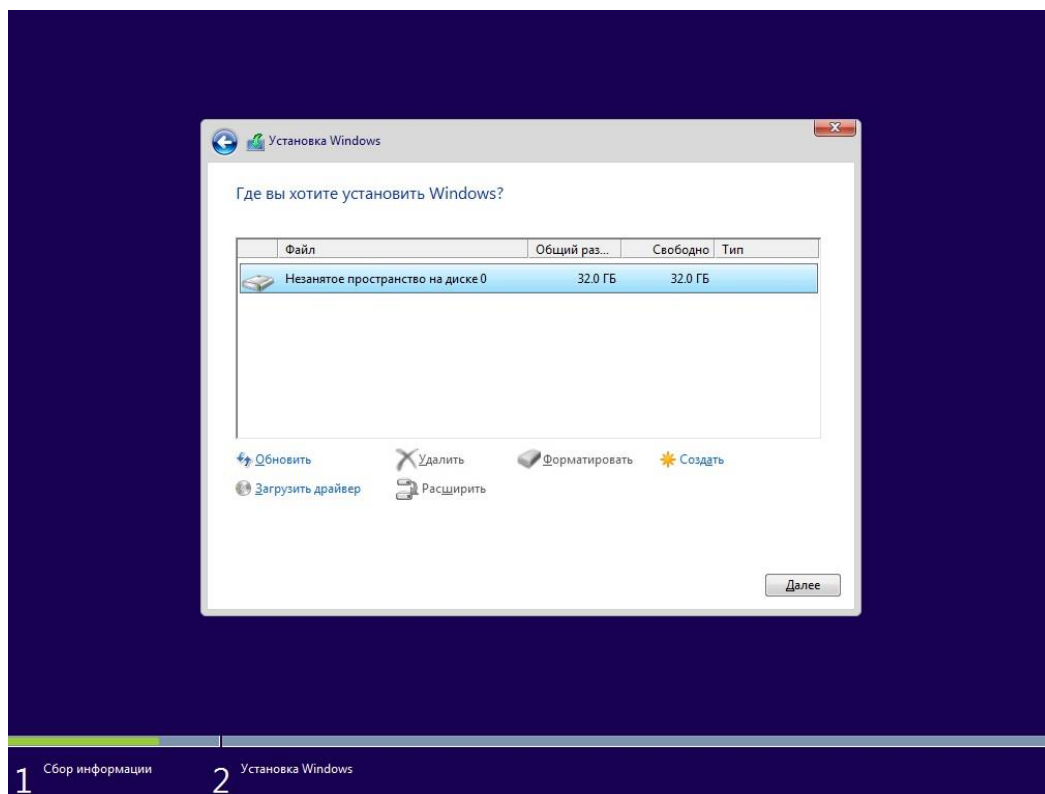 Установка Windows
Где вы хотите установить Windows?
Файл Общий раз... Свободно Тип
Незанятое пространство на диске 0 32.0 ГБ 32.0 ГБ
Обновить Удалить Форматировать Создать
Загрузить драйвер Расширить
Далее
1 Сбор информации 2 Установка Windows